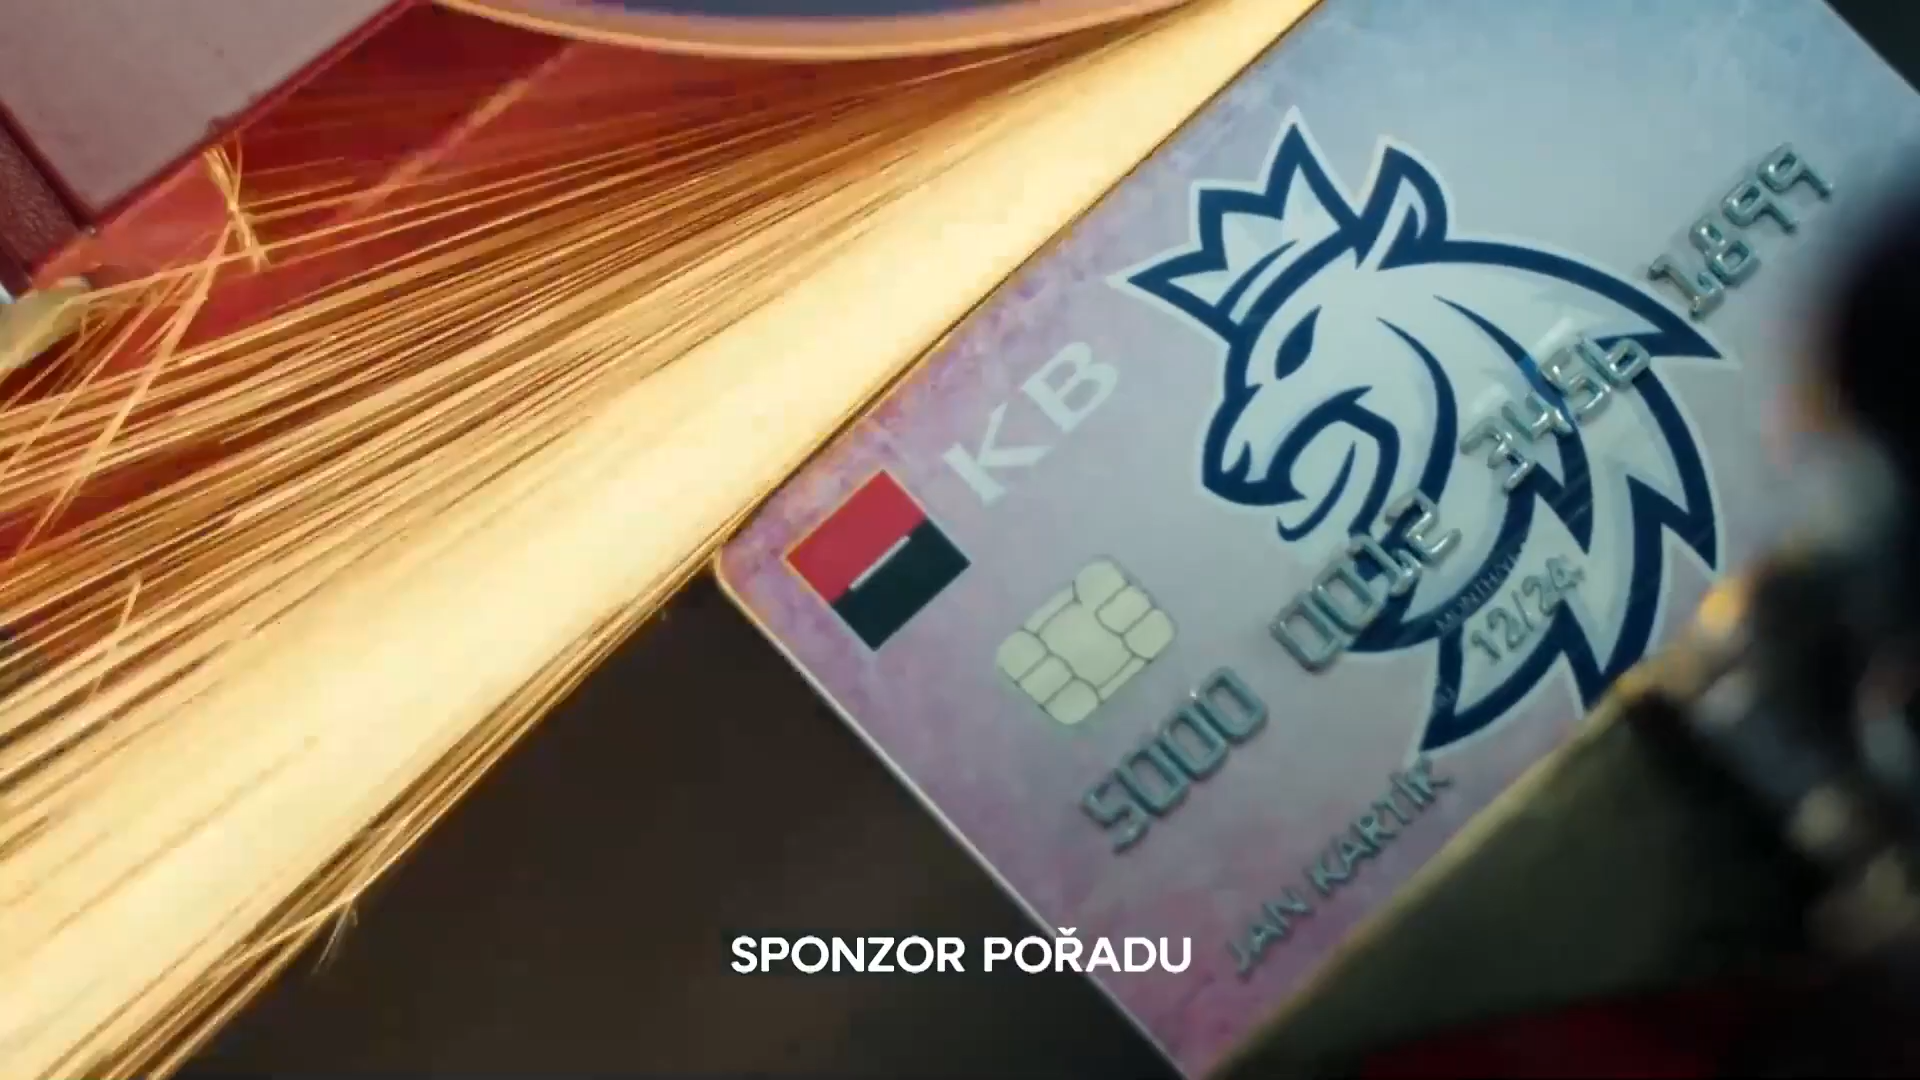 KB
5000 0012 3456 1899
12/24
JAN KARTÍK
SPONZOR POŘADU